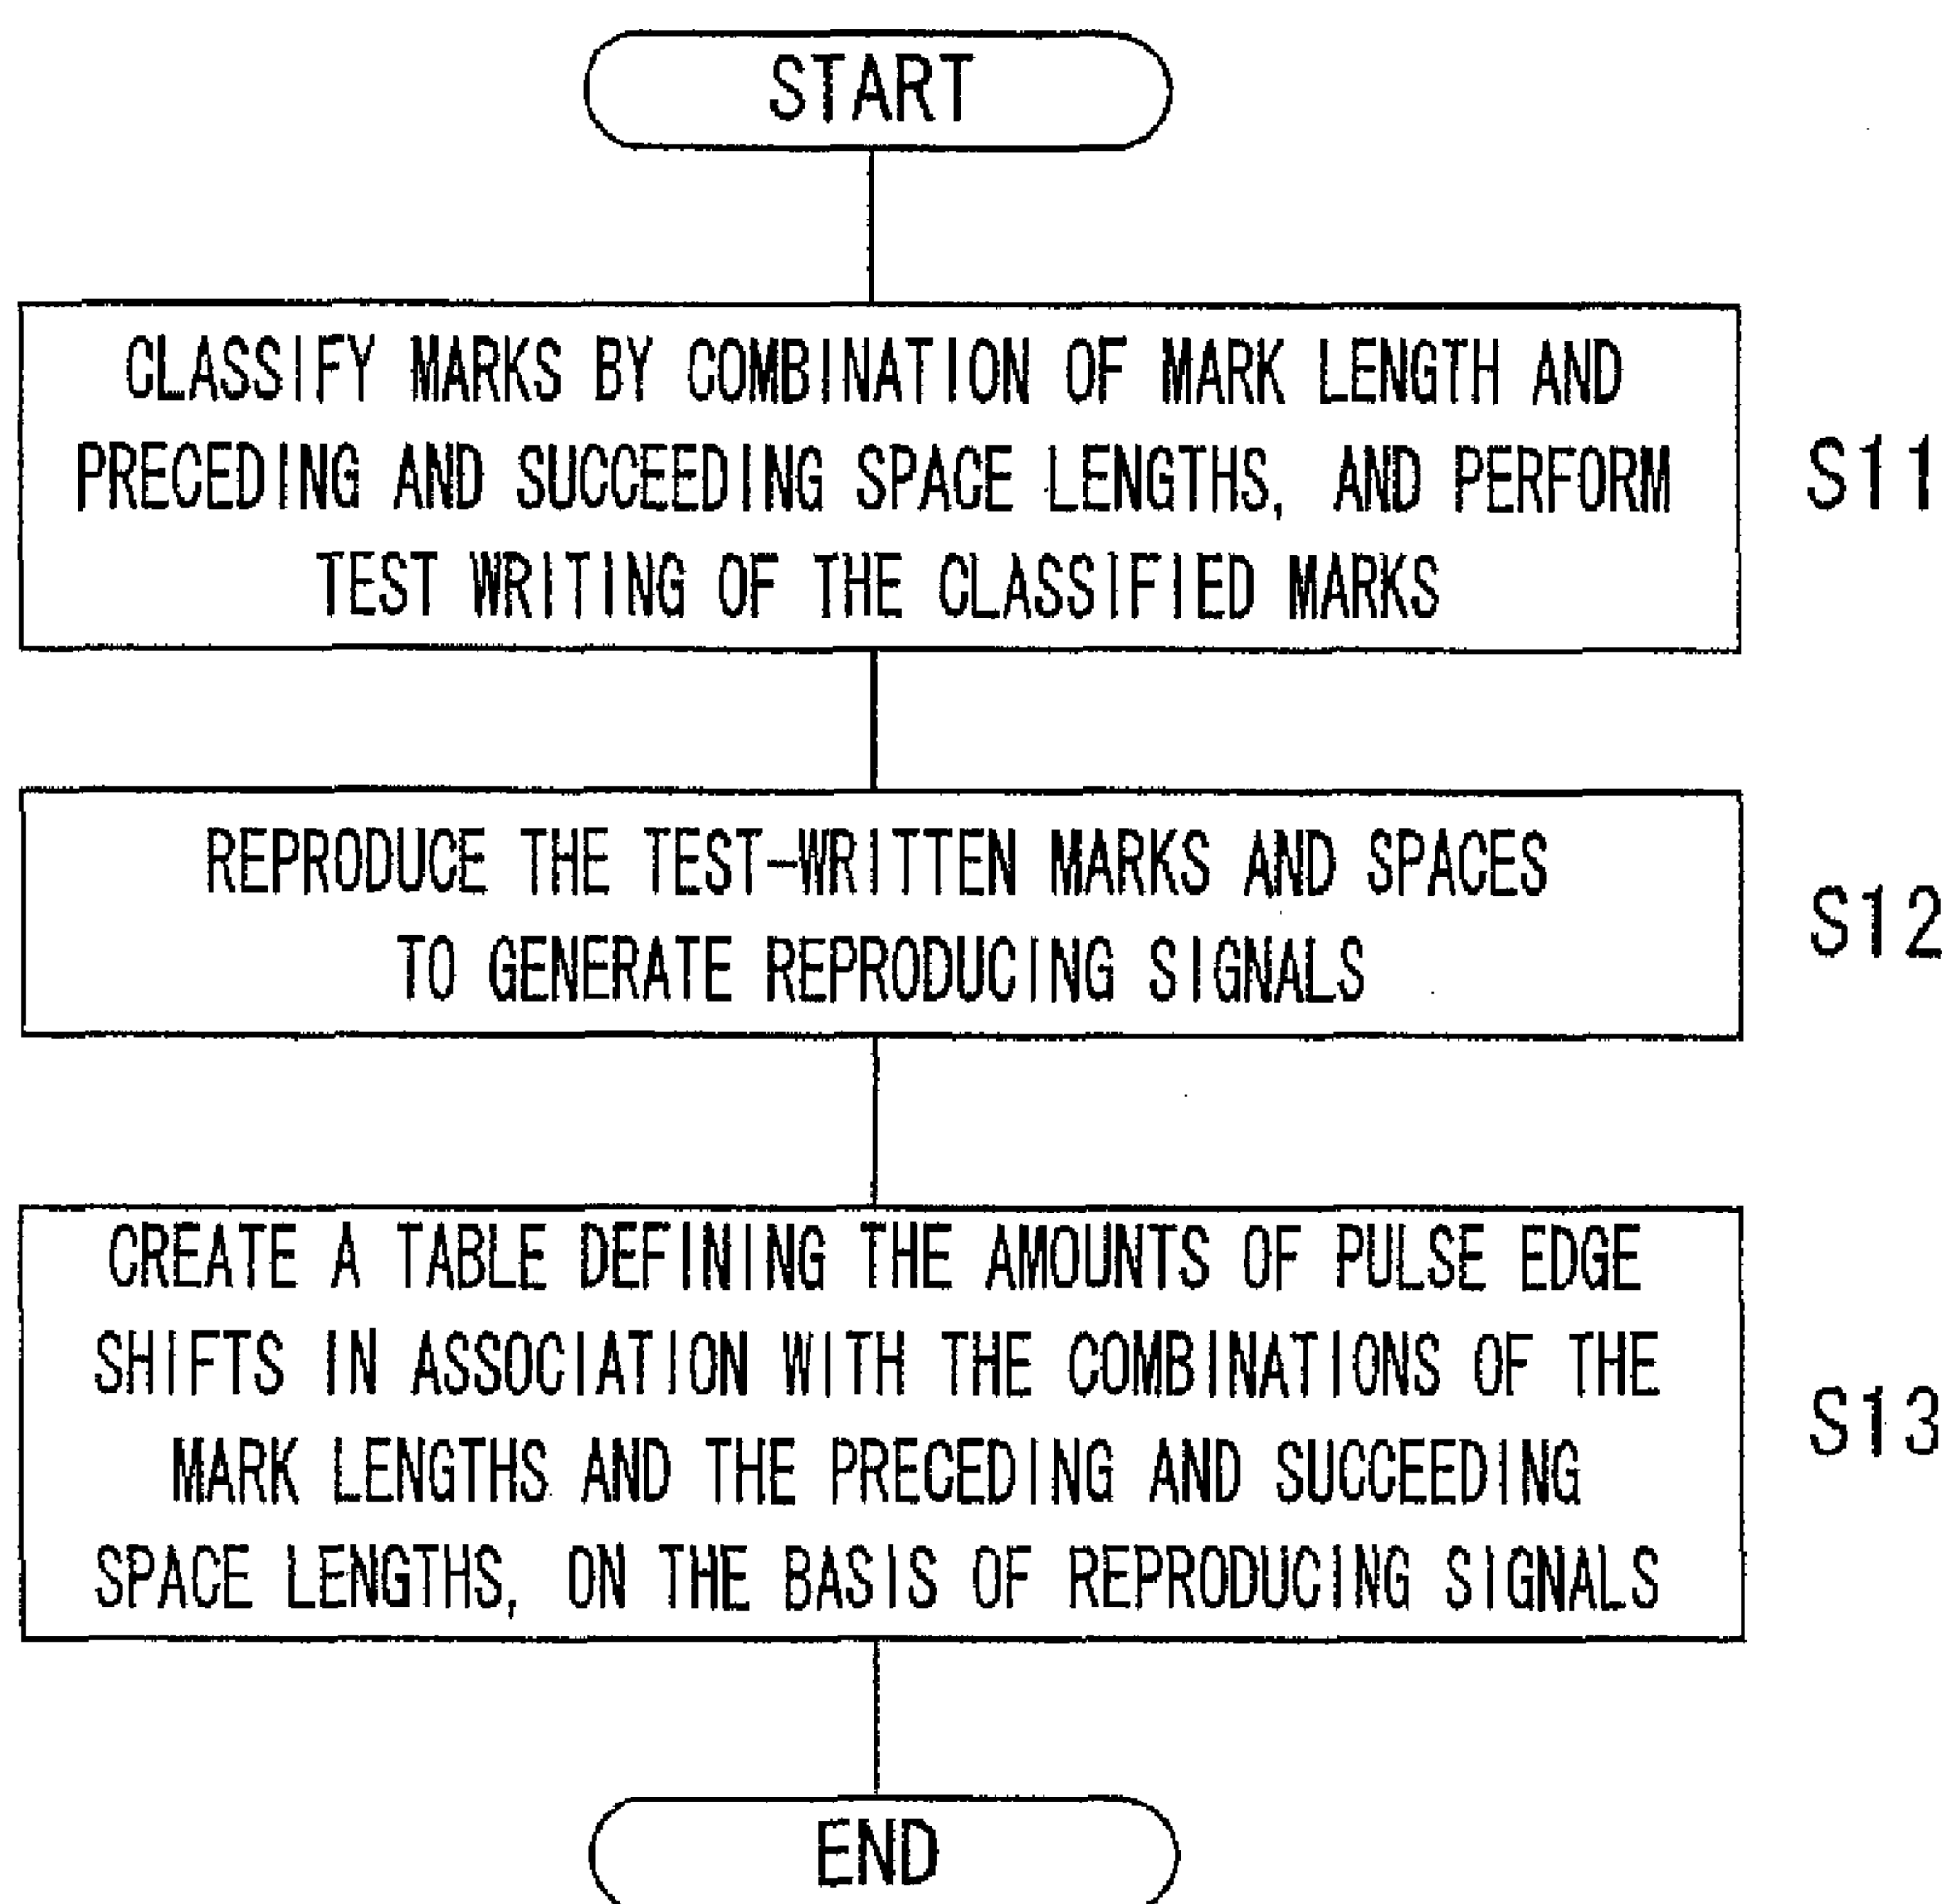 START
CLASSIFY MARKS BY COMBINATION OF MARK LENGTH AND
PRECEDING AND SUCCEEDING SPACE LENGTHS, AND PERFORM
TEST WRITING OF THE CLASSIFIED MARKS
S11
REPRODUCE THE TEST-WRITTEN MARKS AND SPACES
TO GENERATE REPRODUCING SIGNALS
S12
CREATE A TABLE DEFINING THE AMOUNTS OF PULSE EDGE
SHIFTS IN ASSOCIATION WITH THE COMBINATIONS OF THE
MARK LENGTHS AND THE PRECEDING AND SUCCEEDING
SPACE LENGTHS, ON THE BASIS OF REPRODUCING SIGNALS
S13
END